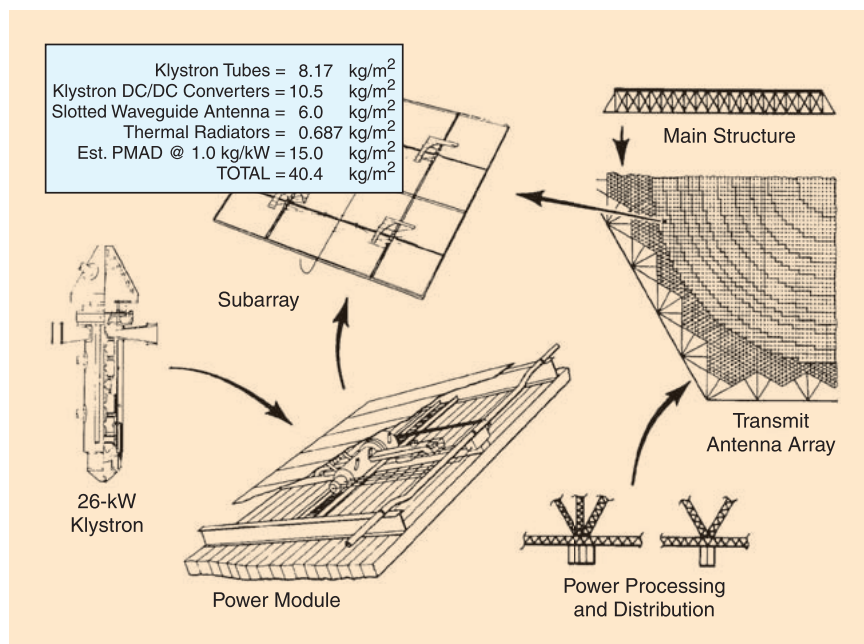 Klystron Tubes = 8.17 kg/m²
Klystron DC/DC Converters = 10.5 kg/m²
Slotted Waveguide Antenna = 6.0 kg/m²
Thermal Radiators = 0.687 kg/m²
Est. PMAD @ 1.0 kg/kW = 15.0 kg/m²
TOTAL = 40.4 kg/m²
Main Structure
Subarray
Transmit
Antenna Array
26-kW
Klystron
Power Module
Power Processing
and Distribution